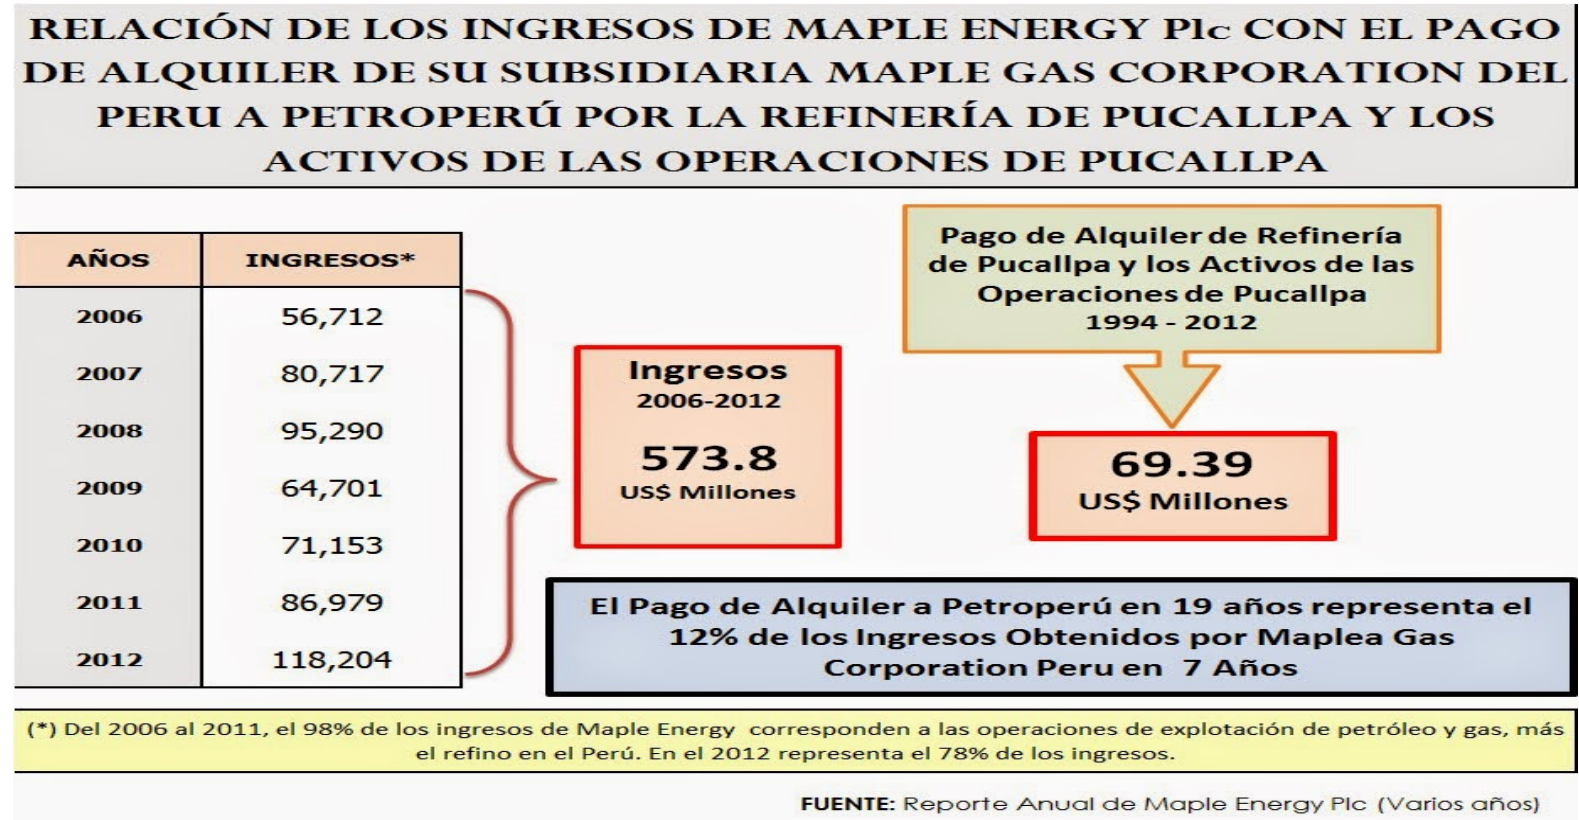 RELACIÓN DE LOS INGRESOS DE MAPLE ENERGY Plc CON EL PAGO
DE ALQUILER DE SU SUBSIDIARIA MAPLE GAS CORPORATION DEL
PERU A PETROPERÚ POR LA REFINERÍA DE PUCALLPA Y LOS
ACTIVOS DE LAS OPERACIONES DE PUCALLPA
AÑOS INGRESOS*
2006 56,712
2007 80,717
2008 95,290
2009 64,701
2010 71,153
2011 86,979
2012 118,204
Ingresos
2006-2012
573.8
US$ Millones
Pago de Alquiler de Refinería
de Pucallpa y los Activos de las
Operaciones de Pucallpa
1994 - 2012
69.39
US$ Millones
El Pago de Alquiler a Petroperú en 19 años representa el
12% de los Ingresos Obtenidos por Maplea Gas
Corporation Peru en 7 Años
(*) Del 2006 al 2011, el 98% de los ingresos de Maple Energy corresponden a las operaciones de explotación de petróleo y gas, más
el refino en el Perú. En el 2012 representa el 78% de los ingresos.
FUENTE: Reporte Anual de Maple Energy Plc (Varios años)